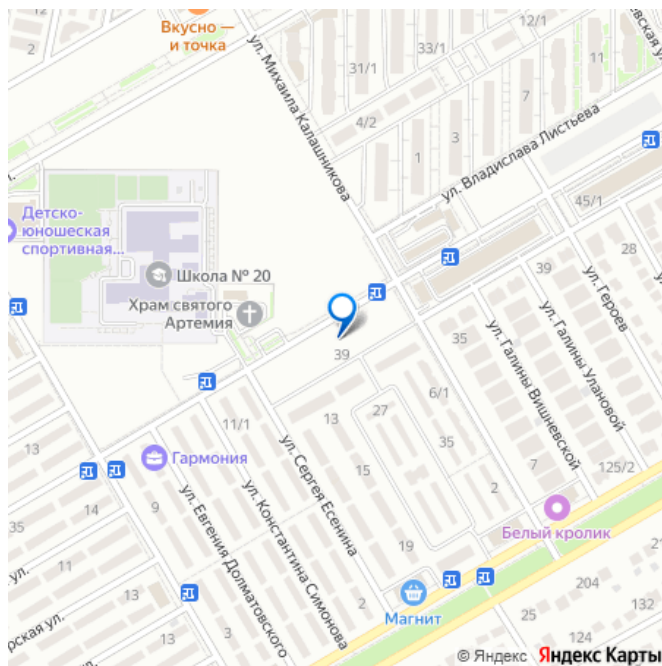 Вкусно —
и точка
12/1
2
33/1
11
31/1
ул. Михаила Калашникова
7
4/2
3
1
ул. Владислава Листьева
Детско-
юношеская
спортивная...
Школа № 20
Храм святого
Артемия
45/1
28
39
ул. Героев
ул. Галины Улановой
ул. Галины Вишневской
35
39
6/1
11/1
13
27
35
13
Гармония
15
2
7
125/2
ул. Сергея Есенина
ул. Константина Симонова
ул. Евгения Долматовского
35
14
9
Белый кролик
19
11
ул.
Магнит
204
рская ул.
2
25
13
3
124
132
© Яндекс Яндекс Карты